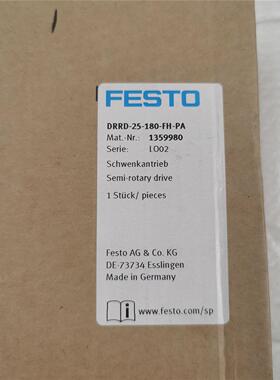 FESTO
DRRD-25-180-FH-PA
Mat.-Nr.: 1359980
Serie: LO02
Schwenkantrieb
Semi-rotary drive
1 Stück/ pieces
Festo AG & Co. KG
DE-73734 Esslingen
Made in Germany
www.festo.com/sp